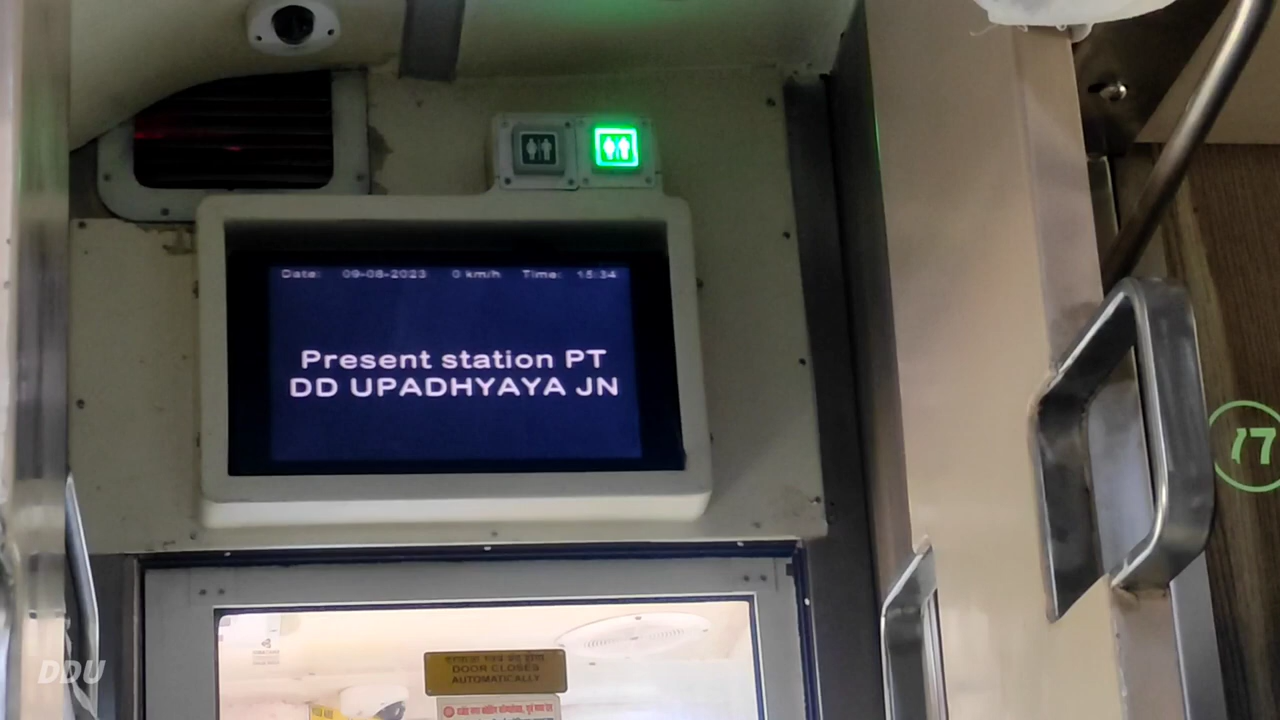 Date: 09-08-2023 0 km/h Time: 15:34
Present station PT
DD UPADHYAYA JN
17
DOOR CLOSES
AUTOMATICALLY
DDU